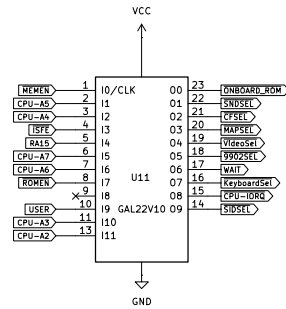 VCC
MEMEN 1 I0/CLK O0 23 ONBOARD_ROM
CPU-A5 2 I1 O1 22 SNDSEL
CPU-A4 3 I2 O2 21 CFSEL
ISFE 4 I3 O3 20 MAPSEL
RA15 5 I4 O4 19 VIdeoSel
CPU-A7 6 I5 O5 18 9902SEL
CPU-A6 7 I6 O6 17 WAIT
ROMEN 8 I7 O7 16 KeyboardSel
9 I8 O8 15 CPU-IORQ
USER 10 I9 O9 14 SIDSEL
CPU-A3 11 I10
CPU-A2 13 I11
U11
GAL22V10
GND